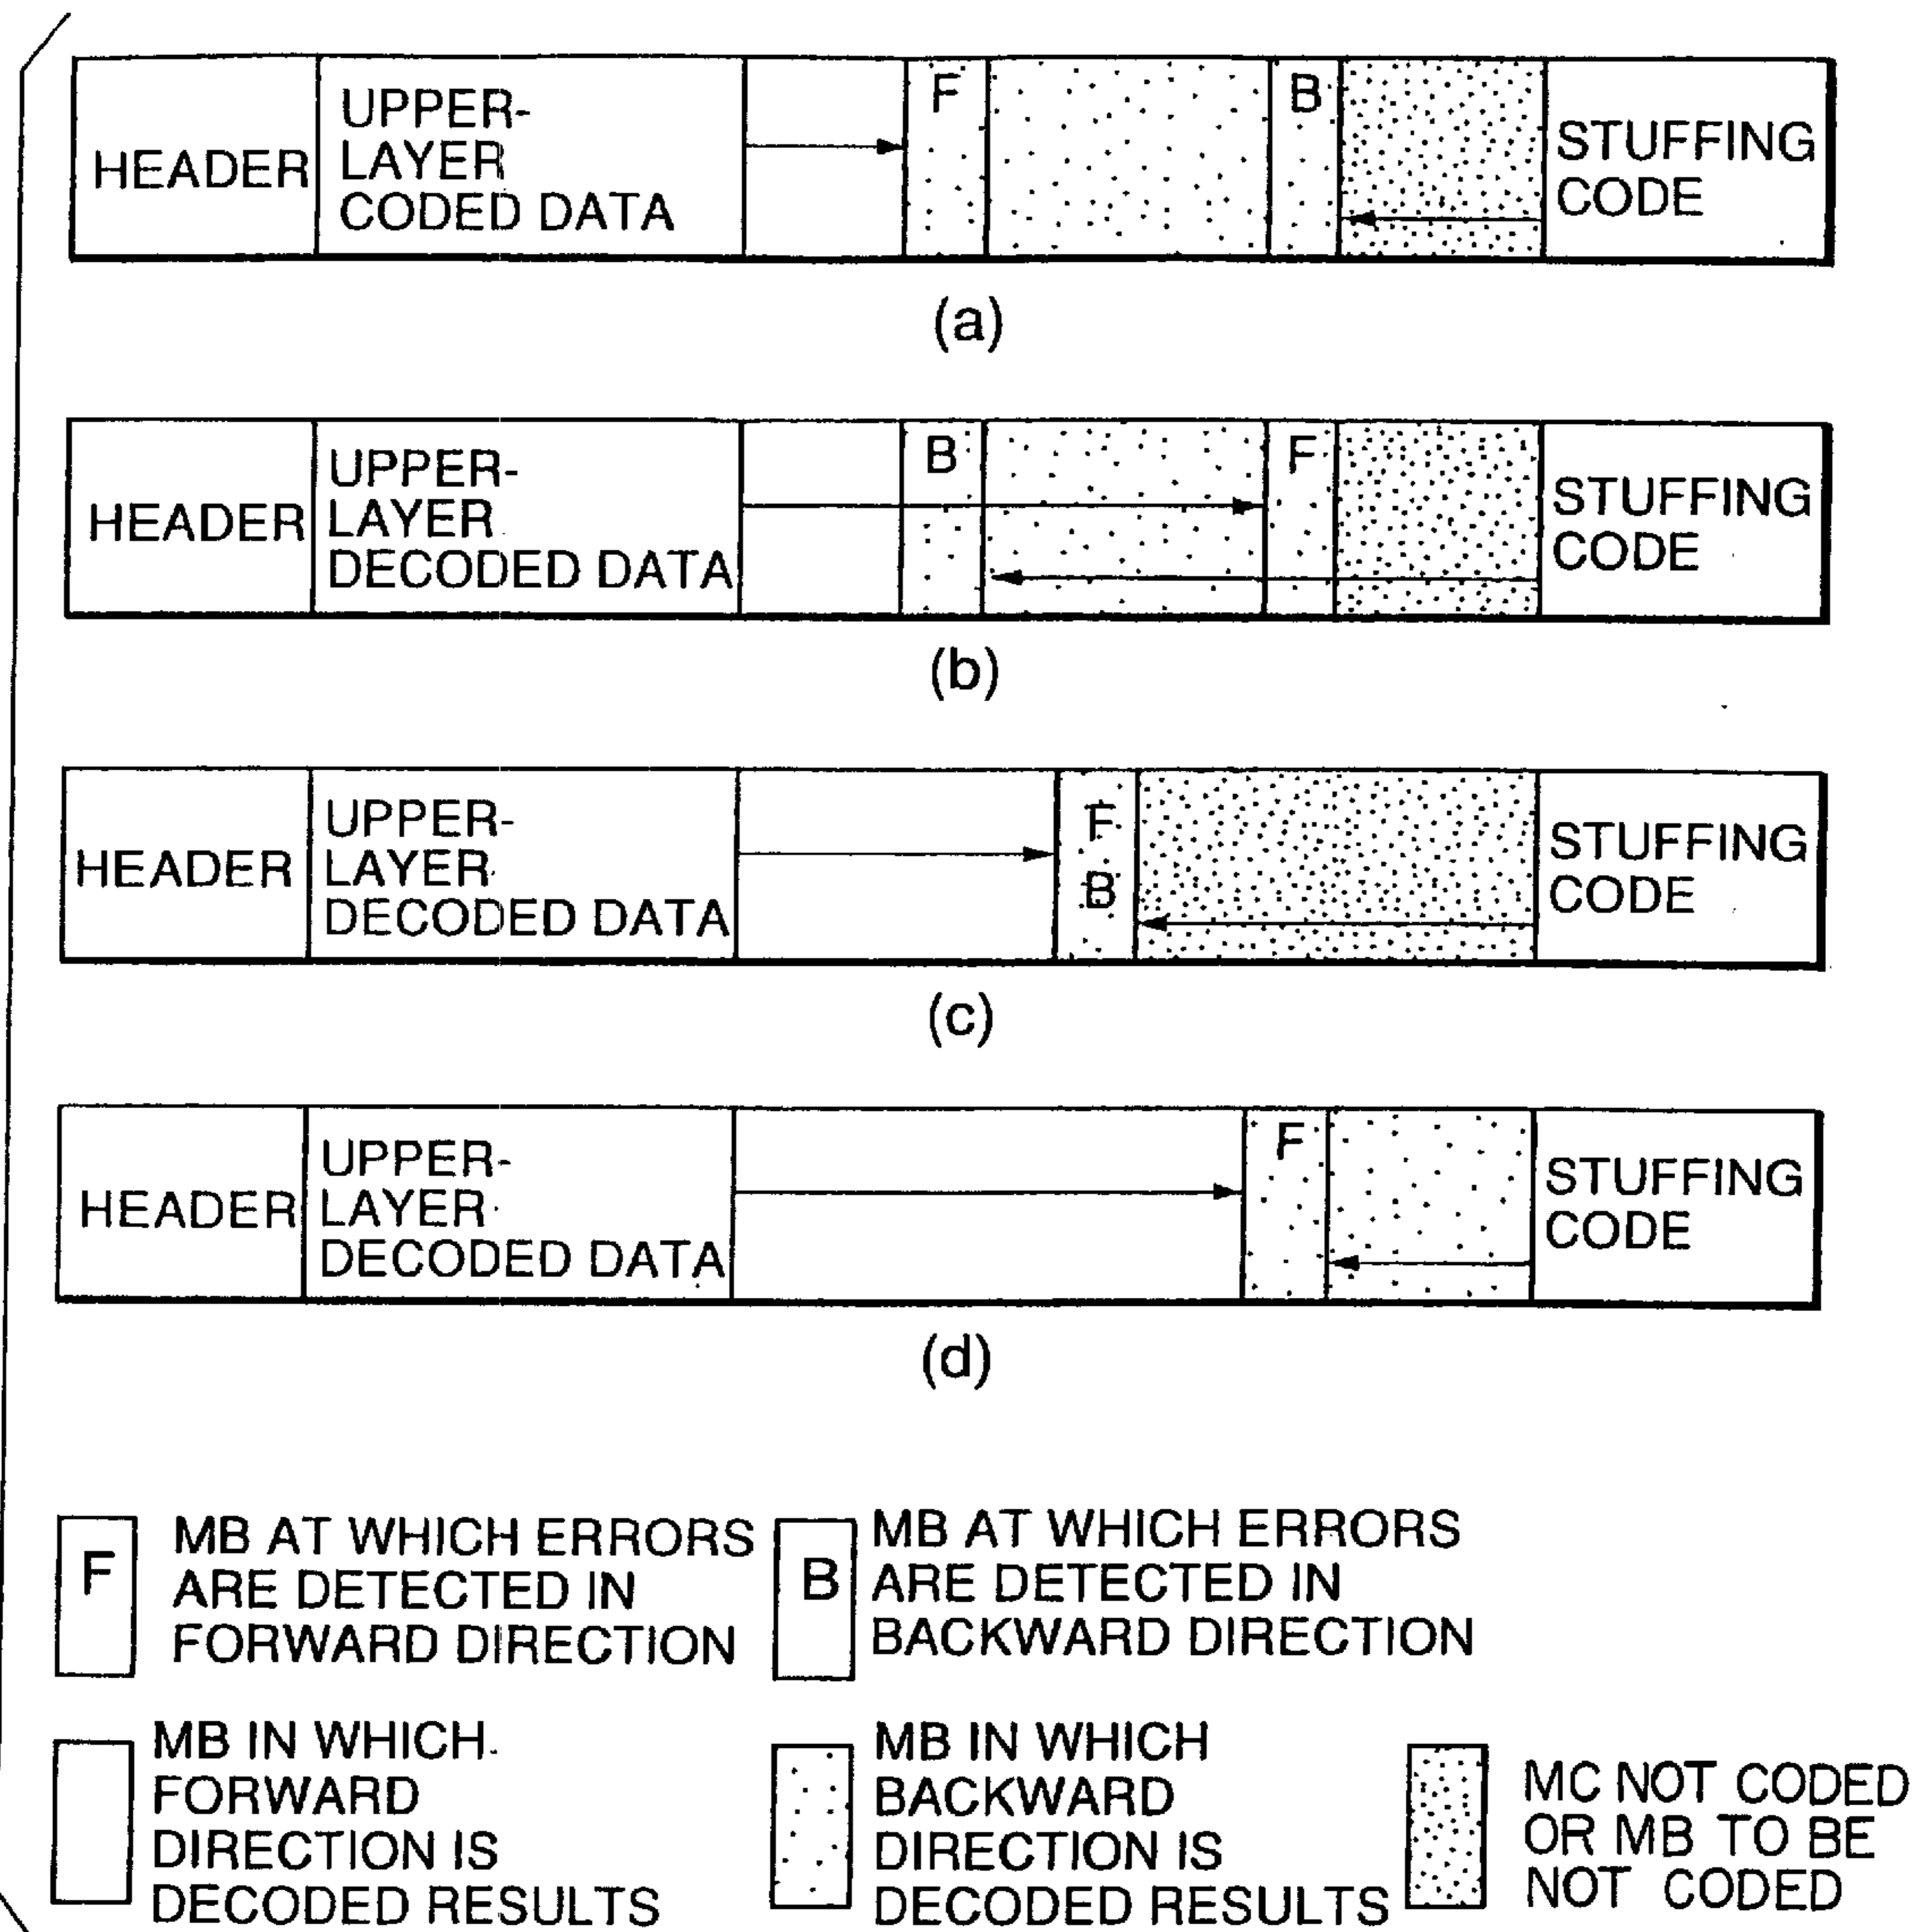 HEADER
UPPER-
LAYER
CODED DATA
F
B
STUFFING
CODE
(a)
HEADER
UPPER-
LAYER
DECODED DATA
B
F
STUFFING
CODE
(b)
HEADER
UPPER-
LAYER
DECODED DATA
F
B
STUFFING
CODE
(c)
HEADER
UPPER-
LAYER
DECODED DATA
F
STUFFING
CODE
(d)
F
MB AT WHICH ERRORS
ARE DETECTED IN
FORWARD DIRECTION
B
MB AT WHICH ERRORS
ARE DETECTED IN
BACKWARD DIRECTION
MB IN WHICH
FORWARD
DIRECTION IS
DECODED RESULTS
MB IN WHICH
BACKWARD
DIRECTION IS
DECODED RESULTS
MC NOT CODED
OR MB TO BE
NOT CODED